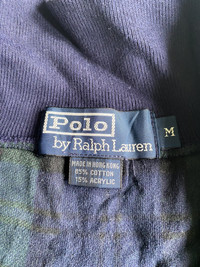 Polo
by Ralph Lauren
M
MADE IN HONG KONG
85% COTTON
15% ACRYLIC